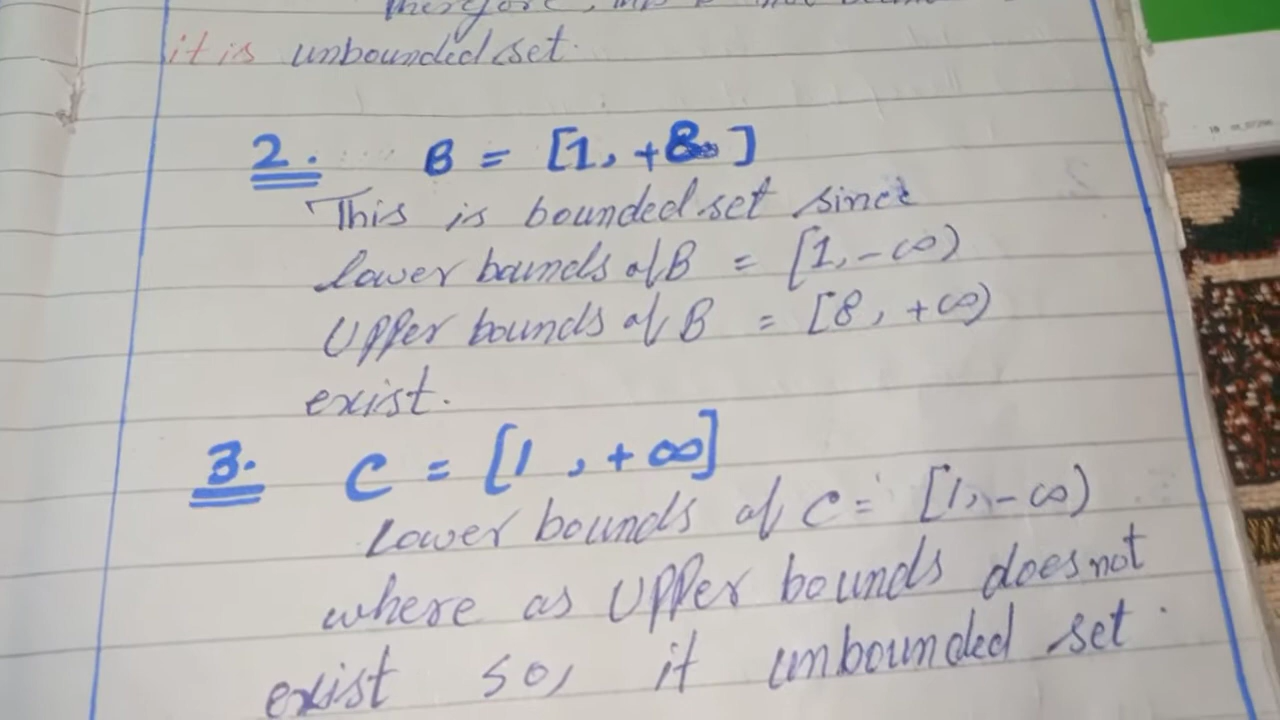 Therefore,
it is unbounded set.
2. B = [1, +8]
This is bounded set since
lower bounds of B = [1, -∞)
Upper bounds of B = [8, +∞)
exist.
3. C = [1, +∞]
Lower bounds of C = [1, -∞)
where as Upper bounds does not
exist so, it unbounded set.